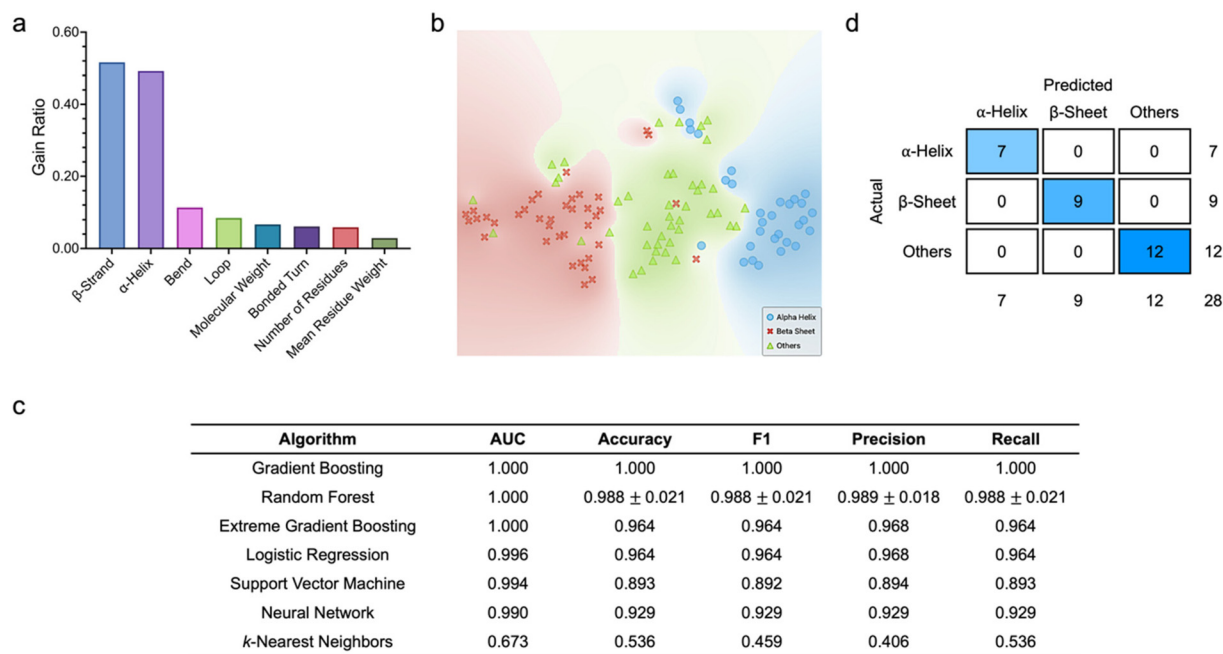 a
0.60
0.40
0.20
0.00
Gain Ratio
β-Strand
α-Helix
Bend
Loop
Molecular Weight
Bonded Turn
Number of Residues
Mean Residue Weight
b
Alpha Helix
Beta Sheet
Others
d
Predicted
α-Helix β-Sheet Others
Actual
α-Helix 7 0 0 7
β-Sheet 0 9 0 9
Others 0 0 12 12
7 9 12 28
c
Algorithm AUC Accuracy F1 Precision Recall
Gradient Boosting 1.000 1.000 1.000 1.000 1.000
Random Forest 1.000 0.988 ± 0.021 0.988 ± 0.021 0.989 ± 0.018 0.988 ± 0.021
Extreme Gradient Boosting 1.000 0.964 0.964 0.968 0.964
Logistic Regression 0.996 0.964 0.964 0.968 0.964
Support Vector Machine 0.994 0.893 0.892 0.894 0.893
Neural Network 0.990 0.929 0.929 0.929 0.929
k-Nearest Neighbors 0.673 0.536 0.459 0.406 0.536